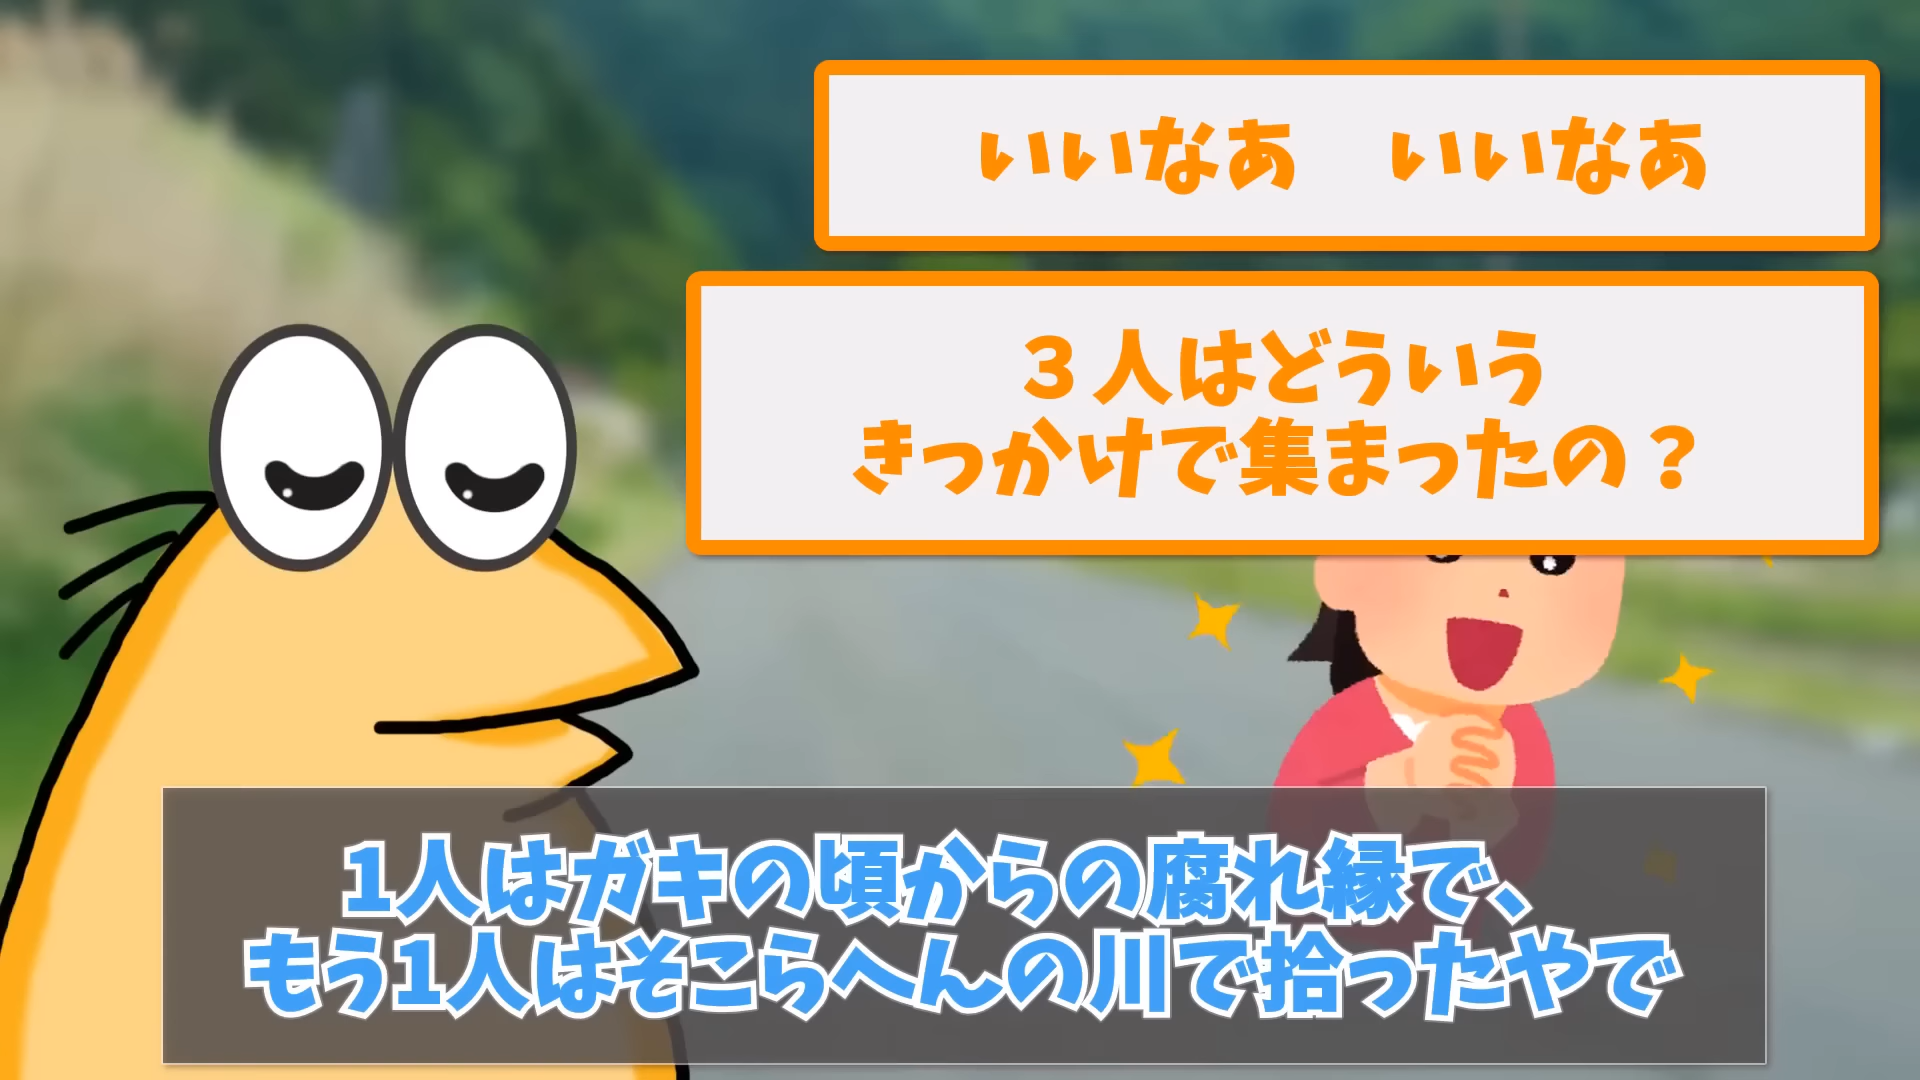 いいなあ　いいなあ
３人はどういう
きっかけで集まったの？
1人はガキの頃からの腐れ縁で、
もう1人はそこらへんの川で拾ったやで